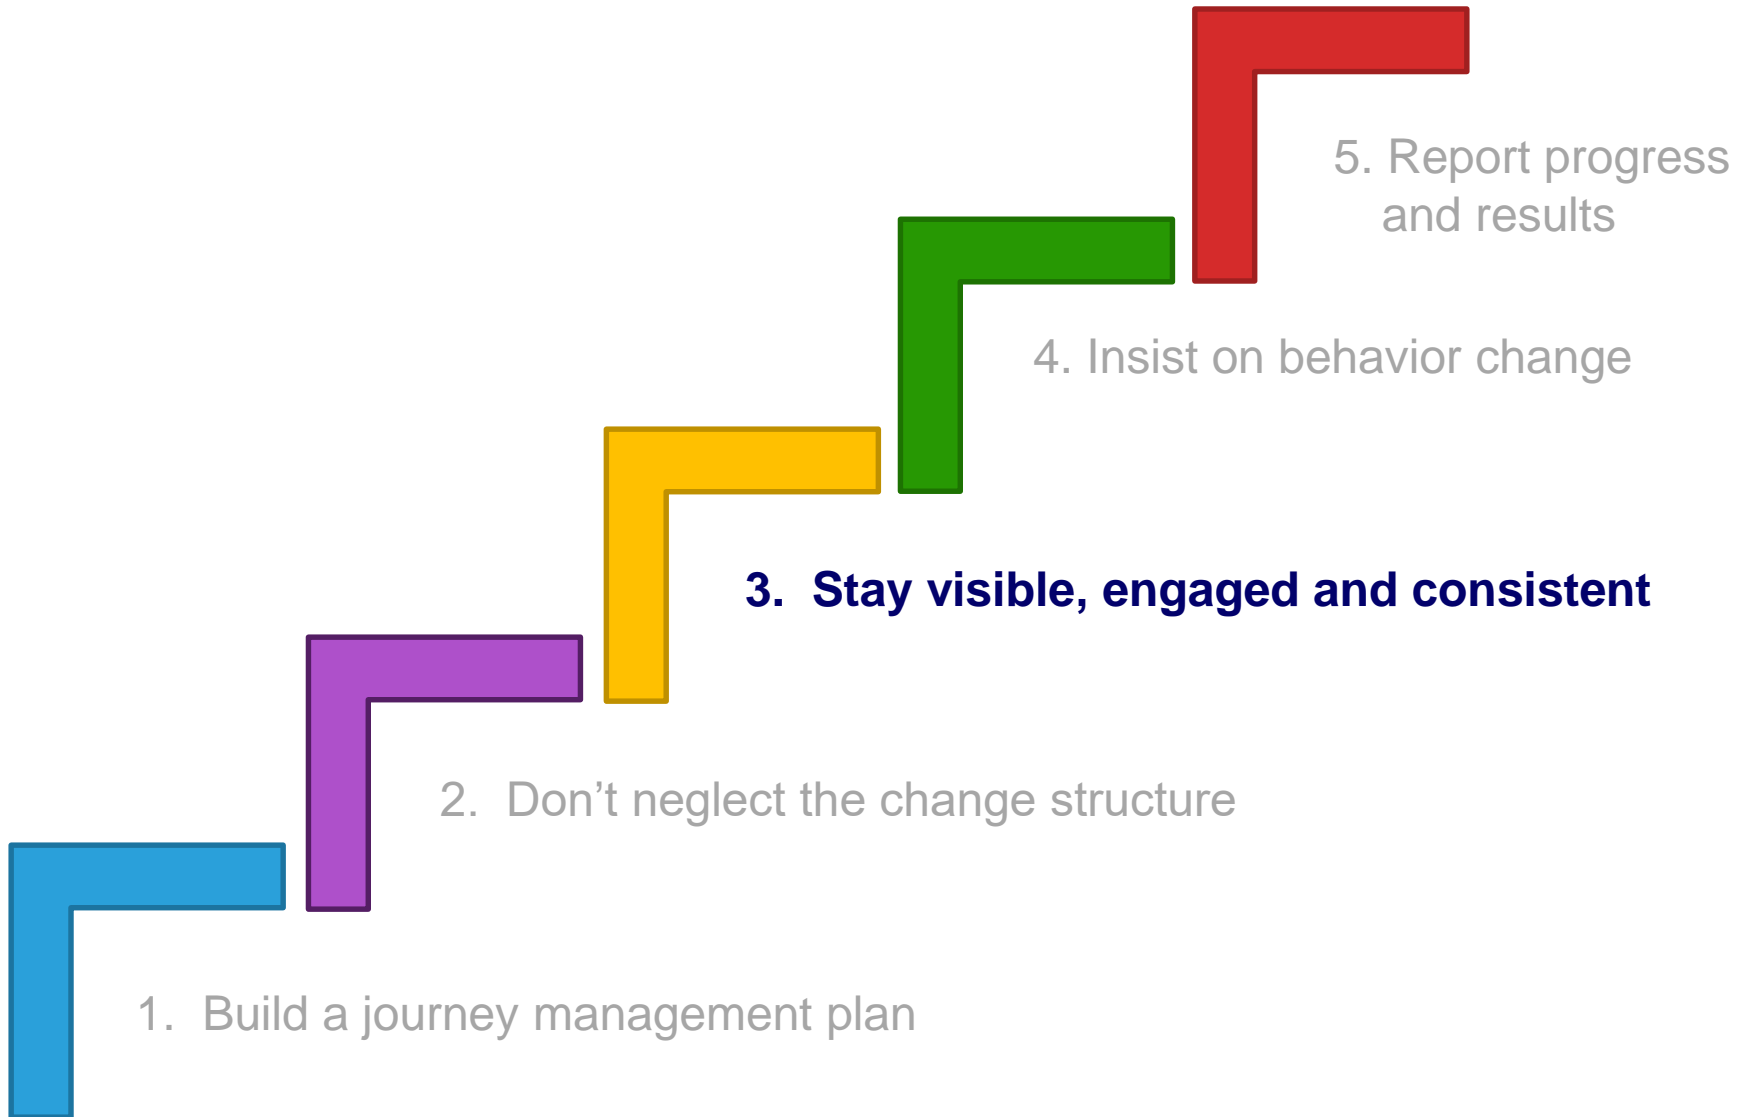 5. Report progress
and results
4. Insist on behavior change
3. Stay visible, engaged and consistent
2. Don’t neglect the change structure
1. Build a journey management plan